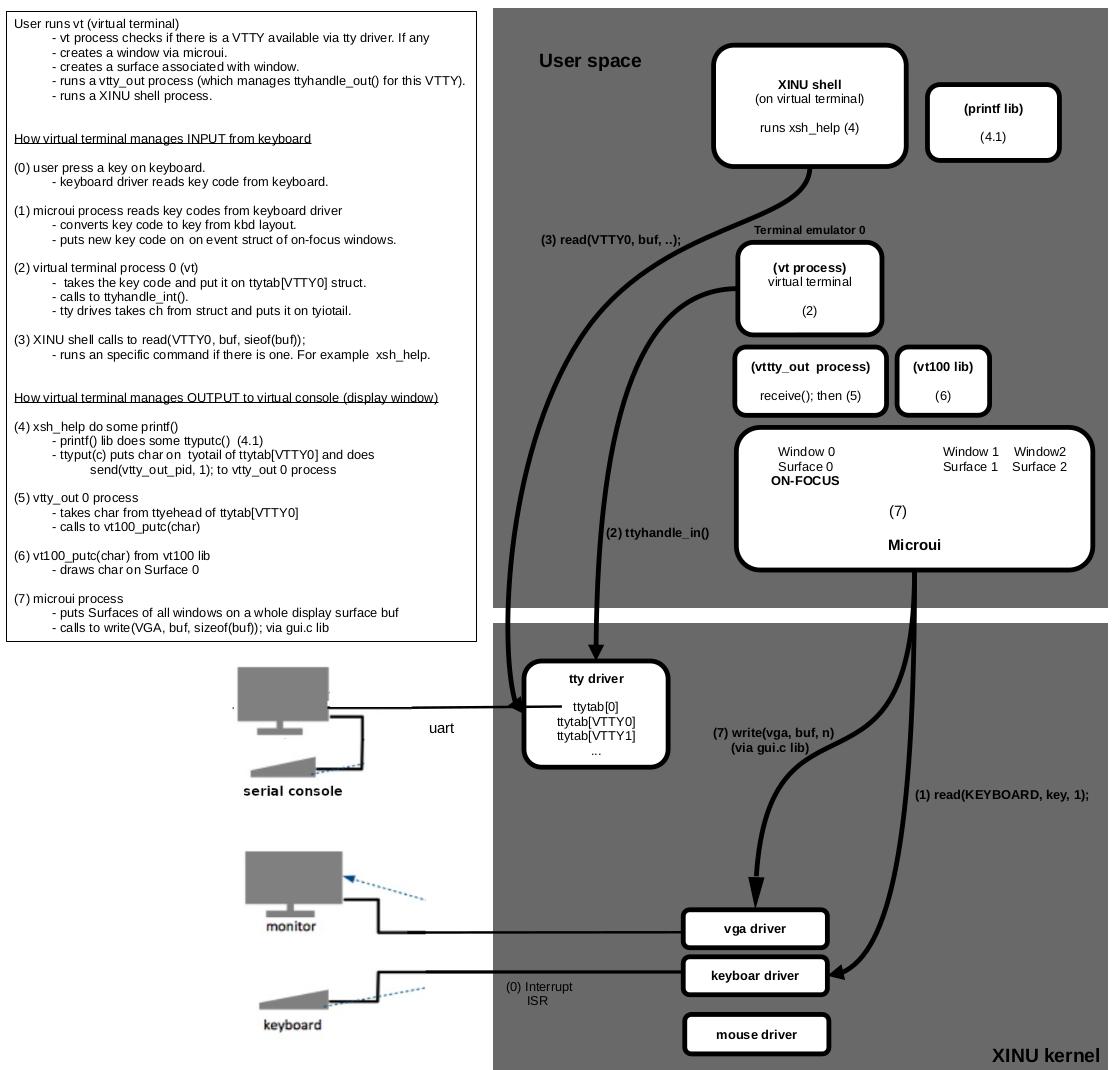 User runs vt (virtual terminal)
- vt process checks if there is a VTTY available via tty driver. If any
- creates a window via microui.
- creates a surface associated with window.
- runs a vtty_out process (which manages ttyhandle_out() for this VTTY).
- runs a XINU shell process.
How virtual terminal manages INPUT from keyboard
(0) user press a key on keyboard.
- keyboard driver reads key code from keyboard.
(1) microui process reads key codes from keyboard driver
- converts key code to key from kbd layout.
- puts new key code on on event struct of on-focus windows.
(2) virtual terminal process 0 (vt)
- takes the key code and put it on ttytab[VTTY0] struct.
- calls to ttyhandle_int().
- tty drives takes ch from struct and puts it on tyiotail.
(3) XINU shell calls to read(VTTY0, buf, sieof(buf));
- runs an specific command if there is one. For example xsh_help.
How virtual terminal manages OUTPUT to virtual console (display window)
(4) xsh_help do some printf()
- printf() lib does some ttyputc() (4.1)
- ttyput(c) puts char on tyotail of ttytab[VTTY0] and does
send(vtty_out_pid, 1); to vtty_out 0 process
(5) vtty_out 0 process
- takes char from ttyehead of ttytab[VTTY0]
- calls to vt100_putc(char)
(6) vt100_putc(char) from vt100 lib
- draws char on Surface 0
(7) microui process
- puts Surfaces of all windows on a whole display surface buf
- calls to write(VGA, buf, sizeof(buf)); via gui.c lib
User space
XINU shell
(on virtual terminal)
runs xsh_help (4)
(printf lib)
(4.1)
(3) read(VTTY0, buf, ..);
Terminal emulator 0
(vt process)
virtual terminal
(2)
(vttty_out process)
receive(); then (5)
(vt100 lib)
(6)
Window 0
Surface 0
ON-FOCUS
Window 1 Window2
Surface 1 Surface 2
(7)
Microui
(2) ttyhandle_in()
tty driver
ttytab[0]
ttytab[VTTY0]
ttytab[VTTY1]
...
uart
serial console
(7) write(vga, buf, n)
(via gui.c lib)
(1) read(KEYBOARD, key, 1);
monitor
vga driver
keyboar driver
(0) Interrupt
ISR
keyboard
mouse driver
XINU kernel